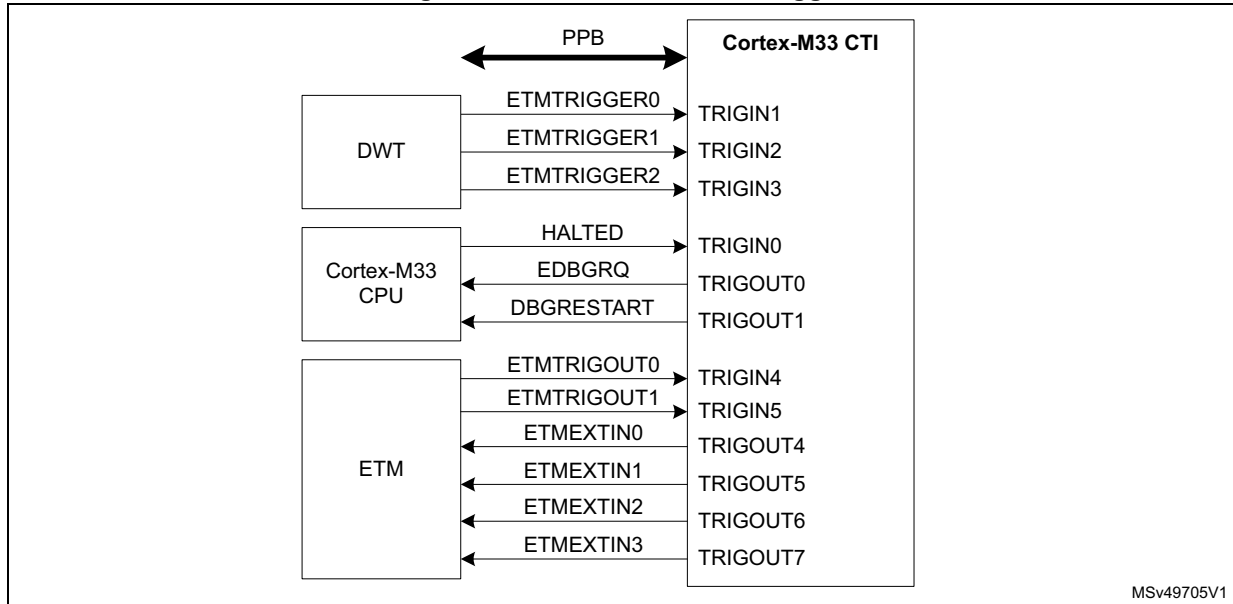 PPB
Cortex-M33 CTI
DWT
ETMTRIGGER0
TRIGIN1
ETMTRIGGER1
TRIGIN2
ETMTRIGGER2
TRIGIN3
Cortex-M33
CPU
HALTED
TRIGIN0
EDBGRQ
TRIGOUT0
DBGRESTART
TRIGOUT1
ETM
ETMTRIGOUT0
TRIGIN4
ETMTRIGOUT1
TRIGIN5
ETMEXTIN0
TRIGOUT4
ETMEXTIN1
TRIGOUT5
ETMEXTIN2
TRIGOUT6
ETMEXTIN3
TRIGOUT7
MSv49705V1